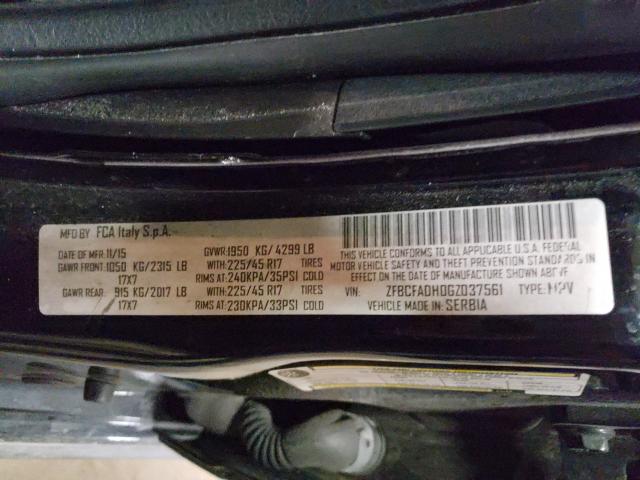 MFD BY FCA Italy S.p.A.
DATE OF MFR: 11/15 GVWR: 1950 KG/4299 LB
GAWR FRONT: 1050 KG/2315 LB WITH: 225/45 R17 TIRES
17X7 RIMS AT: 240KPA/35PSI COLD
GAWR REAR: 915 KG/2017 LB WITH: 225/45 R17 TIRES
17X7 RIMS AT: 230KPA/33PSI COLD
THIS VEHICLE CONFORMS TO ALL APPLICABLE U.S.A. FEDERAL
MOTOR VEHICLE SAFETY AND THEFT PREVENTION STANDARDS IN
EFFECT ON THE DATE OF MANUFACTURE SHOWN ABOVE
VIN: ZFBCFADH0GZ037561 TYPE: MPV
VEHICLE MADE IN: SERBIA